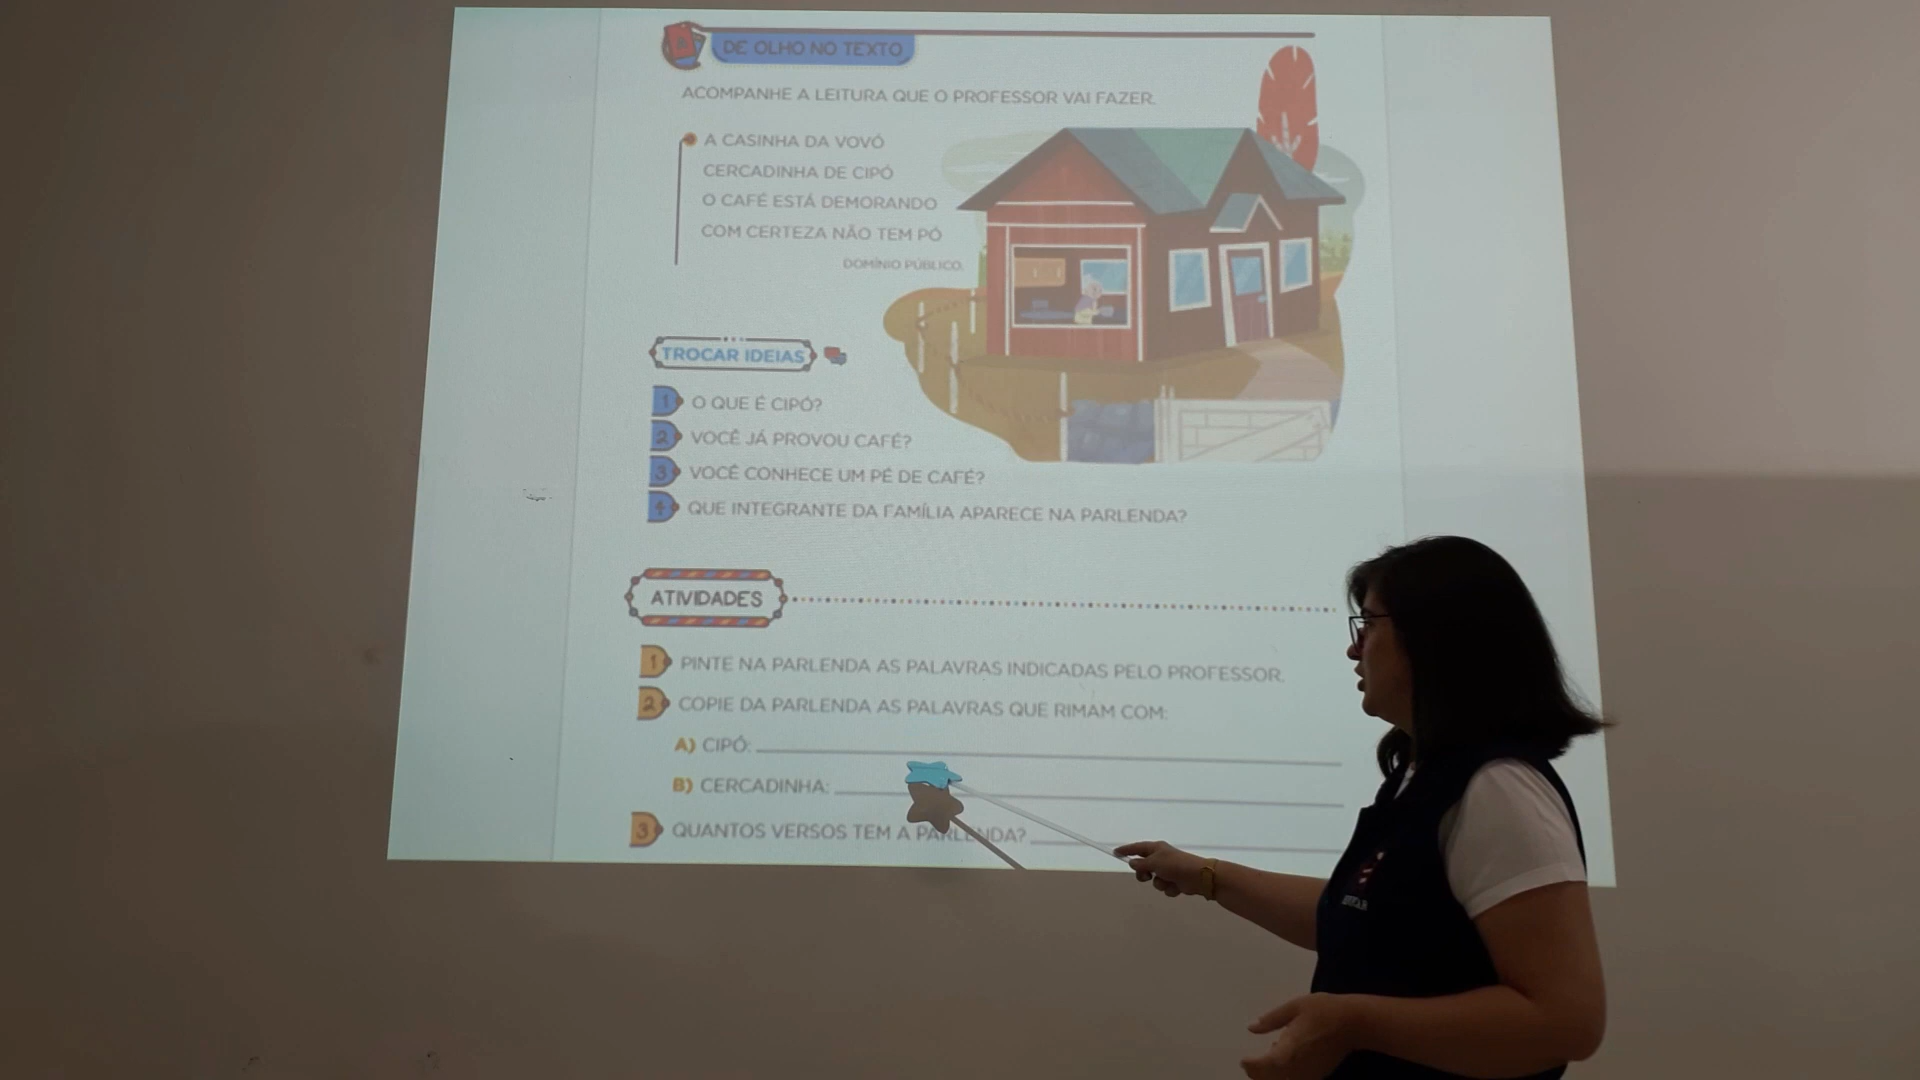 DE OLHO NO TEXTO
ACOMPANHE A LEITURA QUE O PROFESSOR VAI FAZER.
A CASINHA DA VOVÓ
CERCADINHA DE CIPÓ
O CAFÉ ESTÁ DEMORANDO
COM CERTEZA NÃO TEM PÓ
DOMÍNIO PÚBLICO.
TROCAR IDEIAS
1 O QUE É CIPÓ?
2 VOCÊ JÁ PROVOU CAFÉ?
3 VOCÊ CONHECE UM PÉ DE CAFÉ?
4 QUE INTEGRANTE DA FAMÍLIA APARECE NA PARLENDA?
ATIVIDADES
1 PINTE NA PARLENDA AS PALAVRAS INDICADAS PELO PROFESSOR.
2 COPIE DA PARLENDA AS PALAVRAS QUE RIMAM COM:
A) CIPÓ:
B) CERCADINHA:
3 QUANTOS VERSOS TEM A PARLENDA?